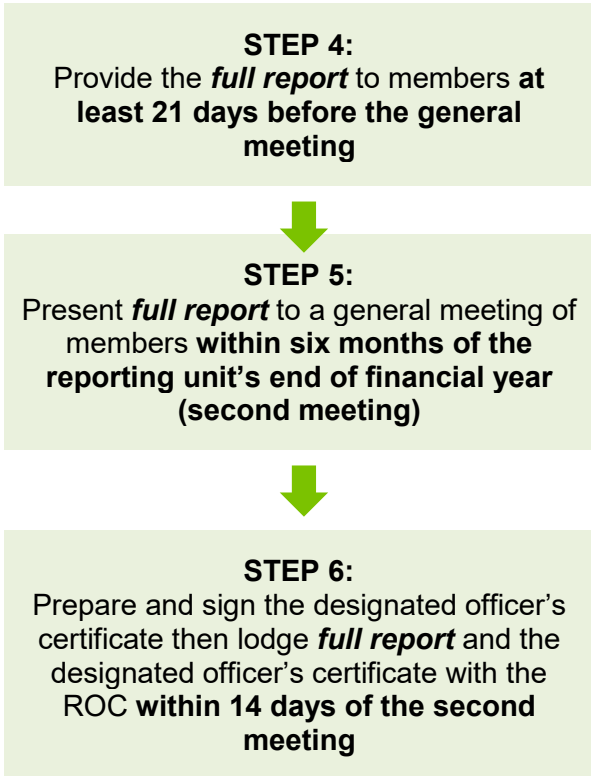 STEP 4:
Provide the full report to members at
least 21 days before the general
meeting
STEP 5:
Present full report to a general meeting of
members within six months of the
reporting unit's end of financial year
(second meeting)
STEP 6:
Prepare and sign the designated officer's
certificate then lodge full report and the
designated officer's certificate with the
ROC within 14 days of the second
meeting